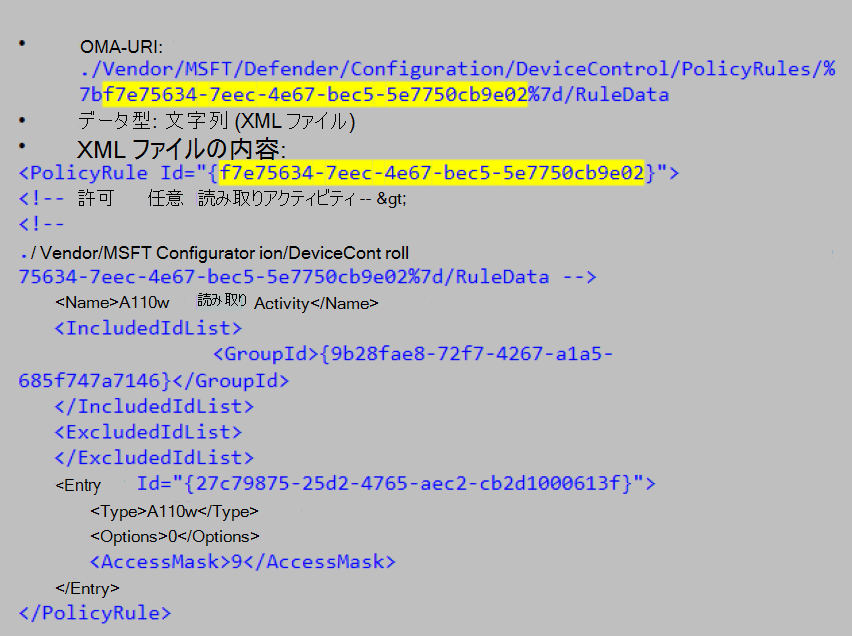 • OMA-URI:
./Vendor/MSFT/Defender/Configuration/DeviceControl/PolicyRules/%
7bf7e75634-7eec-4e67-bec5-5e7750cb9e02%7d/RuleData
• データ型: 文字列 (XML ファイル)
• XML ファイルの内容:
<PolicyRule Id="{f7e75634-7eec-4e67-bec5-5e7750cb9e02}">
<!-- 許可 任意 読み取りアクティビティ -- &gt;
<!--
./ Vendor/MSFT Configurator ion/DeviceCont roll
75634-7eec-4e67-bec5-5e7750cb9e02%7d/RuleData -->
<Name>A110w 読み取り Activity</Name>
<IncludedIdList>
<GroupId>{9b28fae8-72f7-4267-a1a5-
685f747a7146}</GroupId>
</IncludedIdList>
<ExcludedIdList>
</ExcludedIdList>
<Entry Id="{27c79875-25d2-4765-aec2-cb2d1000613f}">
<Type>A110w</Type>
<Options>0</Options>
<AccessMask>9</AccessMask>
</Entry>
</PolicyRule>